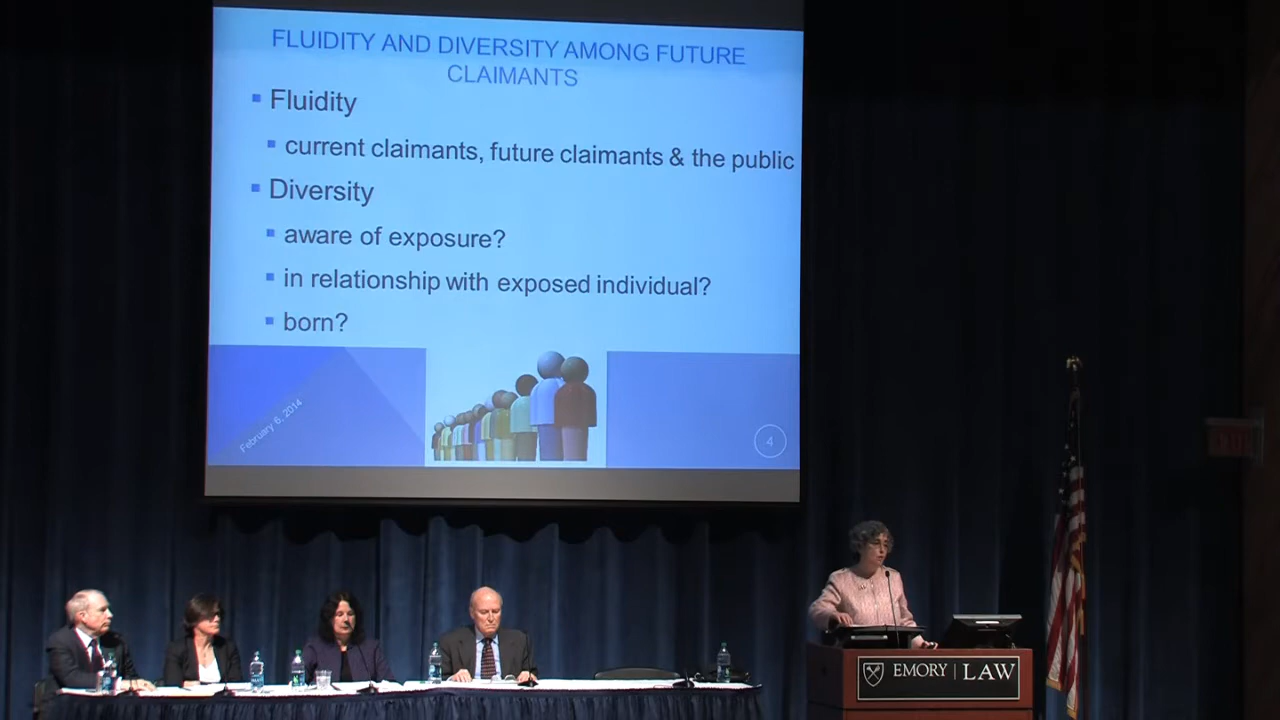 FLUIDITY AND DIVERSITY AMONG FUTURE
CLAIMANTS
Fluidity
current claimants, future claimants & the public
Diversity
aware of exposure?
in relationship with exposed individual?
born?
February 6, 2014
4
EMORY | LAW